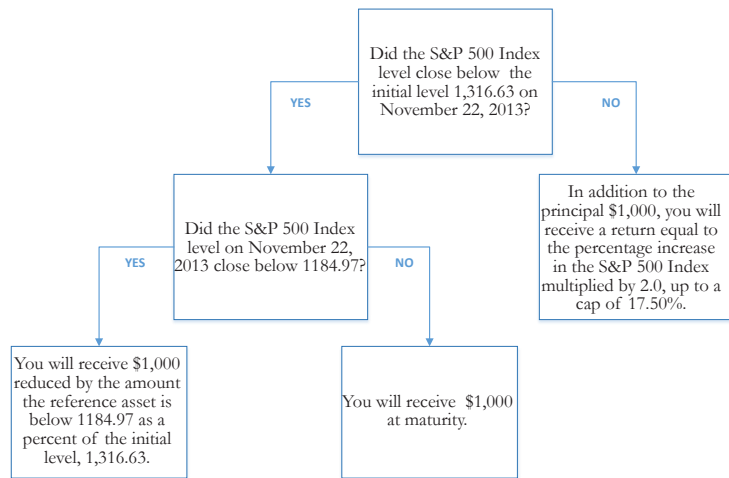 Did the S&P 500 Index
level close below the
initial level 1,316.63 on
November 22, 2013?
YES
NO
Did the S&P 500 Index
level on November 22,
2013 close below 1184.97?
In addition to the
principal $1,000, you will
receive a return equal to
the percentage increase
in the S&P 500 Index
multiplied by 2.0, up to a
cap of 17.50%.
YES
NO
You will receive $1,000
reduced by the amount
the reference asset is
below 1184.97 as a
percent of the initial
level, 1,316.63.
You will receive $1,000
at maturity.